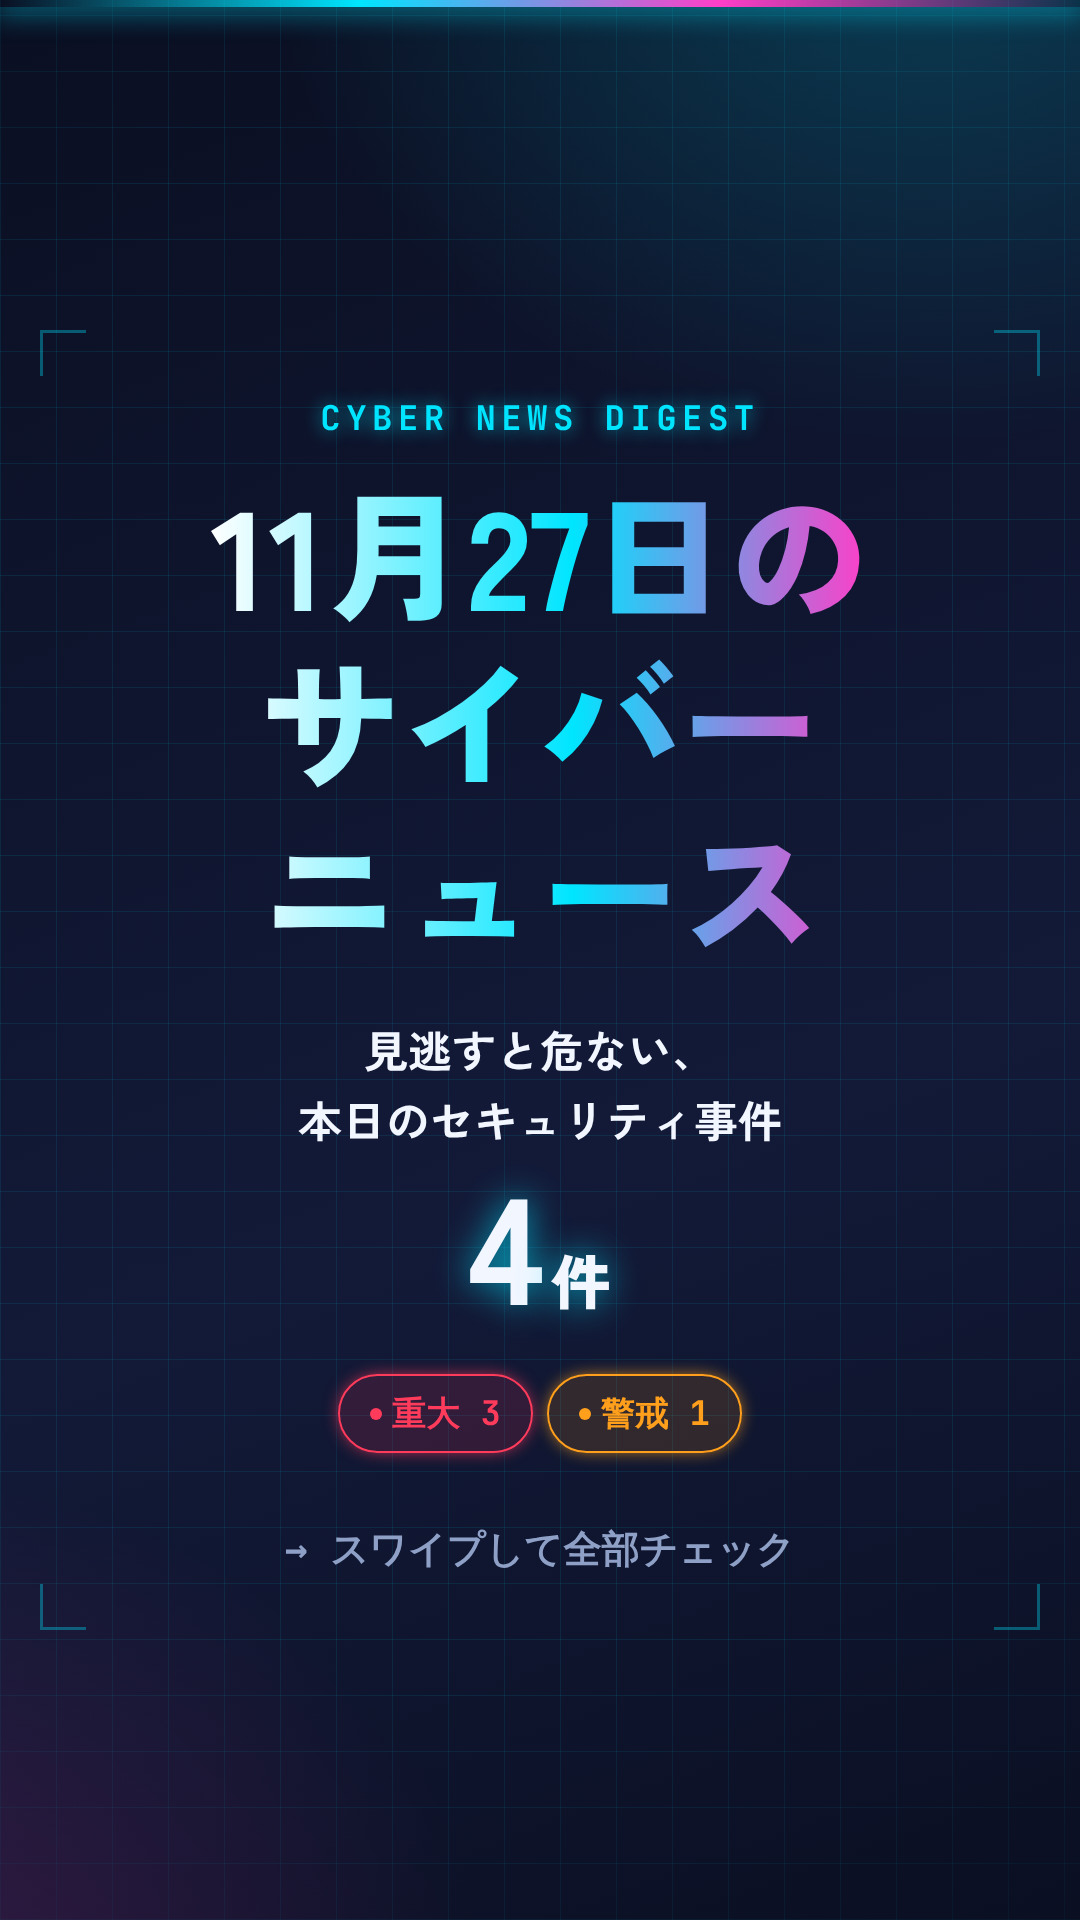 CYBER NEWS DIGEST
11月27日の
サイバー
ニュース
見逃すと危ない、
本日のセキュリティ事件
4件
• 重大 3 • 警戒 1
→ スワイプして全部チェック